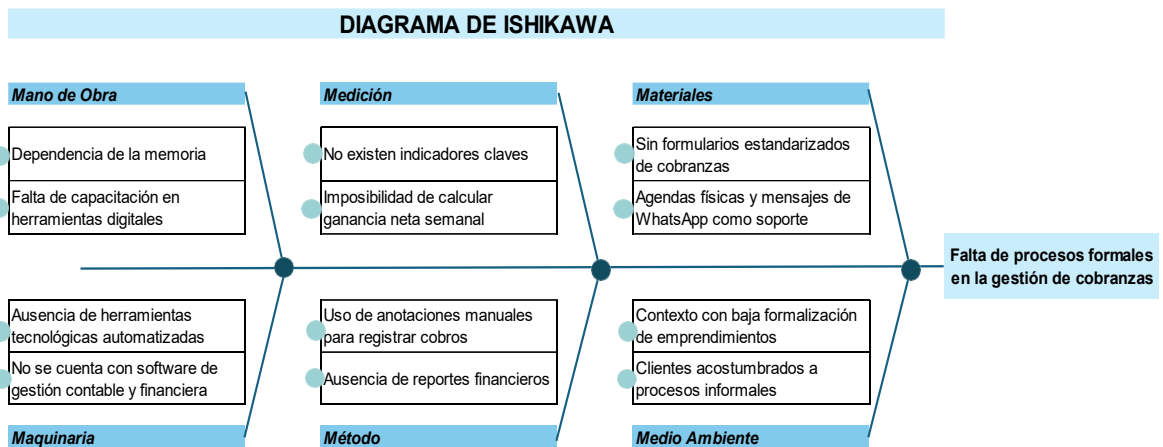 DIAGRAMA DE ISHIKAWA
Mano de Obra
Dependencia de la memoria
Falta de capacitación en
herramientas digitales
Medición
No existen indicadores claves
Imposibilidad de calcular
ganancia neta semanal
Materiales
Sin formularios estandarizados
de cobranzas
Agendas físicas y mensajes de
WhatsApp como soporte
Falta de procesos formales
en la gestión de cobranzas
Ausencia de herramientas
tecnológicas automatizadas
No se cuenta con software de
gestión contable y financiera
Maquinaria
Uso de anotaciones manuales
para registrar cobros
Ausencia de reportes financieros
Método
Contexto con baja formalización
de emprendimientos
Clientes acostumbrados a
procesos informales
Medio Ambiente